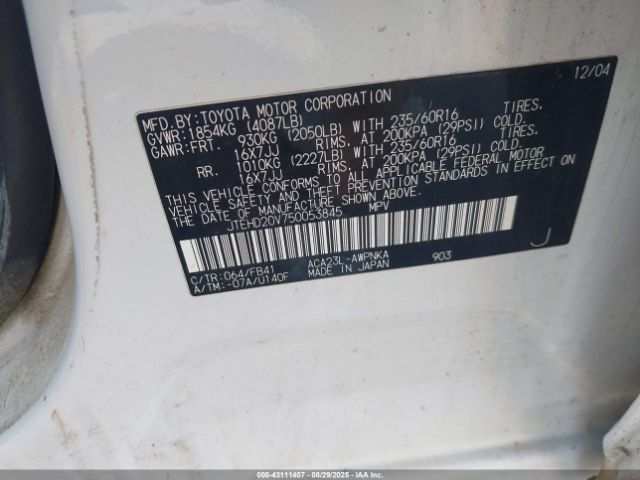 12/04
MFD.BY:TOYOTA MOTOR CORPORATION
GVWR:1854KG (4087LB)
GAWR:FRT. 930KG (2050LB) WITH 235/60R16 TIRES,
16X7JJ RIMS, AT 200KPA (29PSI) COLD.
RR. 1010KG (2227LB) WITH 235/60R16 TIRES,
16X7JJ RIMS, AT 200KPA (29PSI) COLD.
THIS VEHICLE CONFORMS TO ALL APPLICABLE FEDERAL MOTOR
VEHICLE SAFETY AND THEFT PREVENTION STANDARDS IN EFFECT
ON THE DATE OF MANUFACTURE SHOWN ABOVE.
JTEHD20V750053845 MPV
J
C/TR:064/FB41 ACA23L-AWPNKA 903
A/TM:-07A/U140F MADE IN JAPAN
000-43111407 | 08/29/2025 | IAAI.COM